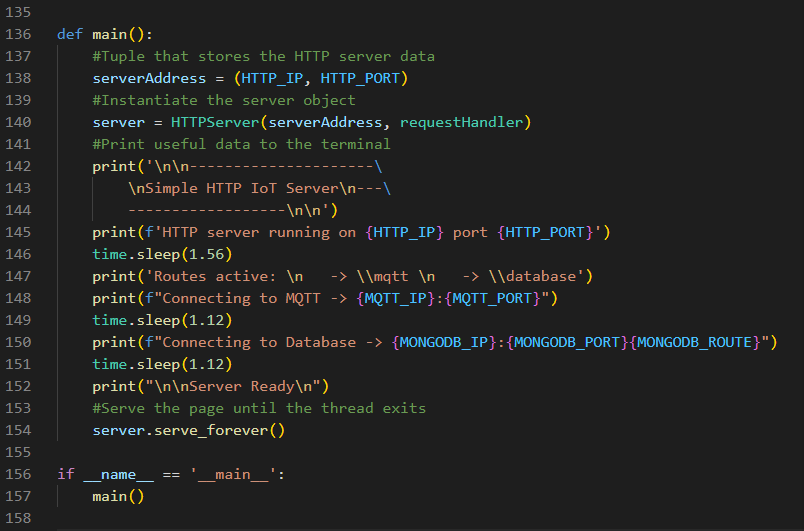 135
136 def main():
137     #Tuple that stores the HTTP server data
138     serverAddress = (HTTP_IP, HTTP_PORT)
139     #Instantiate the server object
140     server = HTTPServer(serverAddress, requestHandler)
141     #Print useful data to the terminal
142     print('\n\n---------------------\
143         \nSimple HTTP IoT Server\n---\
144         ------------------\n\n')
145     print(f'HTTP server running on {HTTP_IP} port {HTTP_PORT}')
146     time.sleep(1.56)
147     print('Routes active: \n   -> \\mqtt \n   -> \\database')
148     print(f"Connecting to MQTT -> {MQTT_IP}:{MQTT_PORT}")
149     time.sleep(1.12)
150     print(f"Connecting to Database -> {MONGODB_IP}:{MONGODB_PORT}{MONGODB_ROUTE}")
151     time.sleep(1.12)
152     print("\n\nServer Ready\n")
153     #Serve the page until the thread exits
154     server.serve_forever()
155
156 if __name__ == '__main__':
157     main()
158